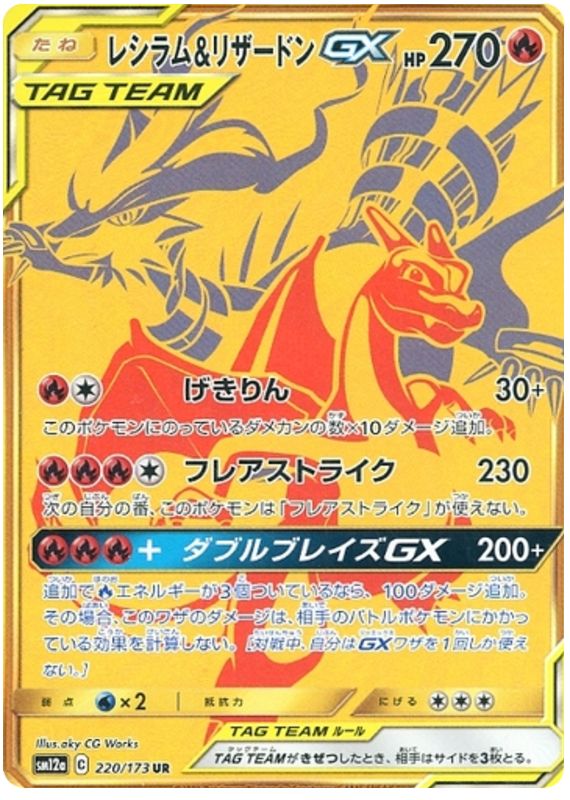 たね レシラム&リザードンGX HP270
TAG TEAM
げきりん 30+
このポケモンにのっているダメカンの数×10ダメージ追加。
フレアストライク 230
次の自分の番、このポケモンは「フレアストライク」が使えない。
+ ダブルブレイズGX 200+
追加でエネルギーが3個ついているなら、100ダメージ追加。
その場合、このワザのダメージは、相手のバトルポケモンにかかっ
ている効果を計算しない。[対戦中、自分はGXワザを1回しか使え
ない。]
弱点 ×2 抵抗力 にげる
Illus.aky CG Works
TAG TEAM ルール
TAG TEAMがきぜつしたとき、相手はサイドを3枚とる。
sm12a C 220/173 UR